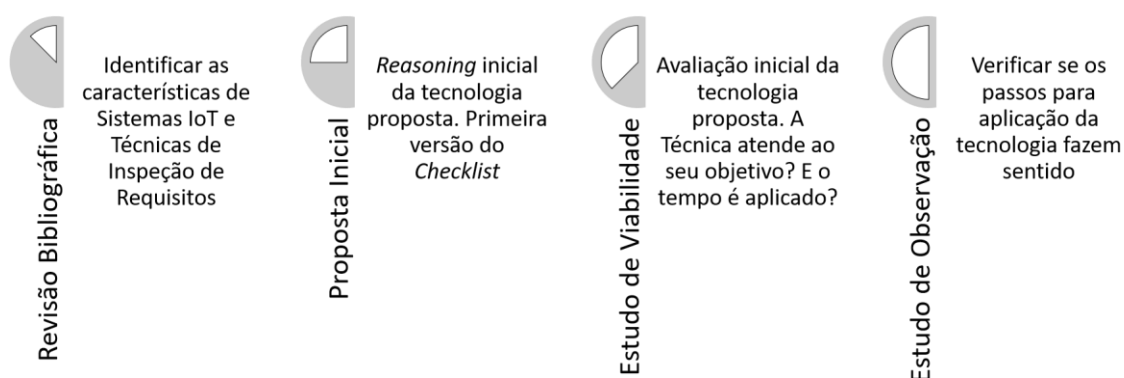 Revisão Bibliográfica
Identificar as
características de
Sistemas IoT e
Técnicas de
Inspeção de
Requisitos
Proposta Inicial
Reasoning inicial
da tecnologia
proposta. Primeira
versão do
Checklist
Estudo de Viabilidade
Avaliação inicial da
tecnologia
proposta. A
Técnica atende ao
seu objetivo? E o
tempo é aplicado?
Estudo de Observação
Verificar se os
passos para
aplicação da
tecnologia fazem
sentido